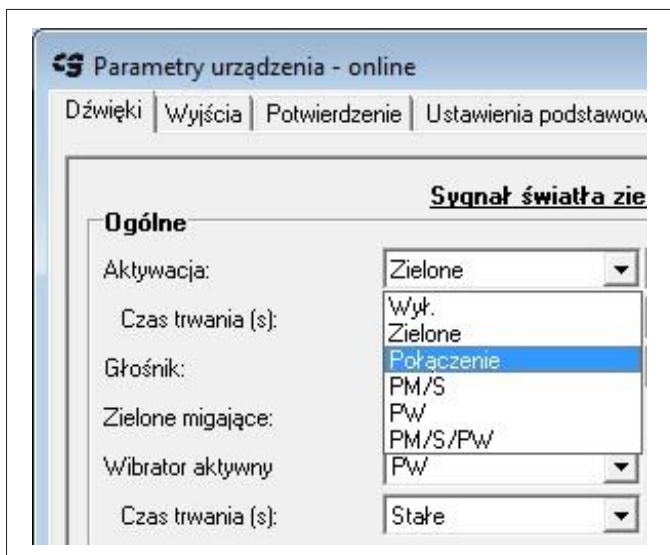 Parametry urządzenia - online
Dźwięki Wyjścia Potwierdzenie Ustawienia podstawow
Sygnał światła zie
Ogólne
Aktywacja: Zielone
Wył.
Czas trwania (s):
Zielone
Połączenie
Głośnik:
PM/S
PW
Zielone migające:
PM/S/PW
Wibrator aktywny PW
Czas trwania (s): Stałe